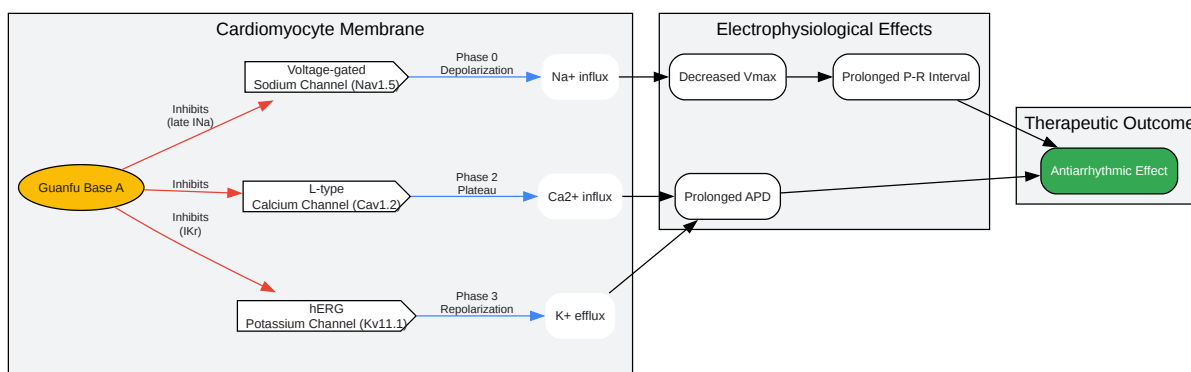 Cardiomyocyte Membrane
Electrophysiological Effects
Therapeutic Outcome
Guanfu Base A
Inhibits
(late INa)
Inhibits
Inhibits
(IKr)
Voltage-gated
Sodium Channel (Nav1.5)
Phase 0
Depolarization
Na+ influx
Decreased Vmax
Prolonged P-R Interval
L-type
Calcium Channel (Cav1.2)
Phase 2
Plateau
Ca2+ influx
Prolonged APD
Antiarrhythmic Effect
hERG
Potassium Channel (Kv11.1)
Phase 3
Repolarization
K+ efflux